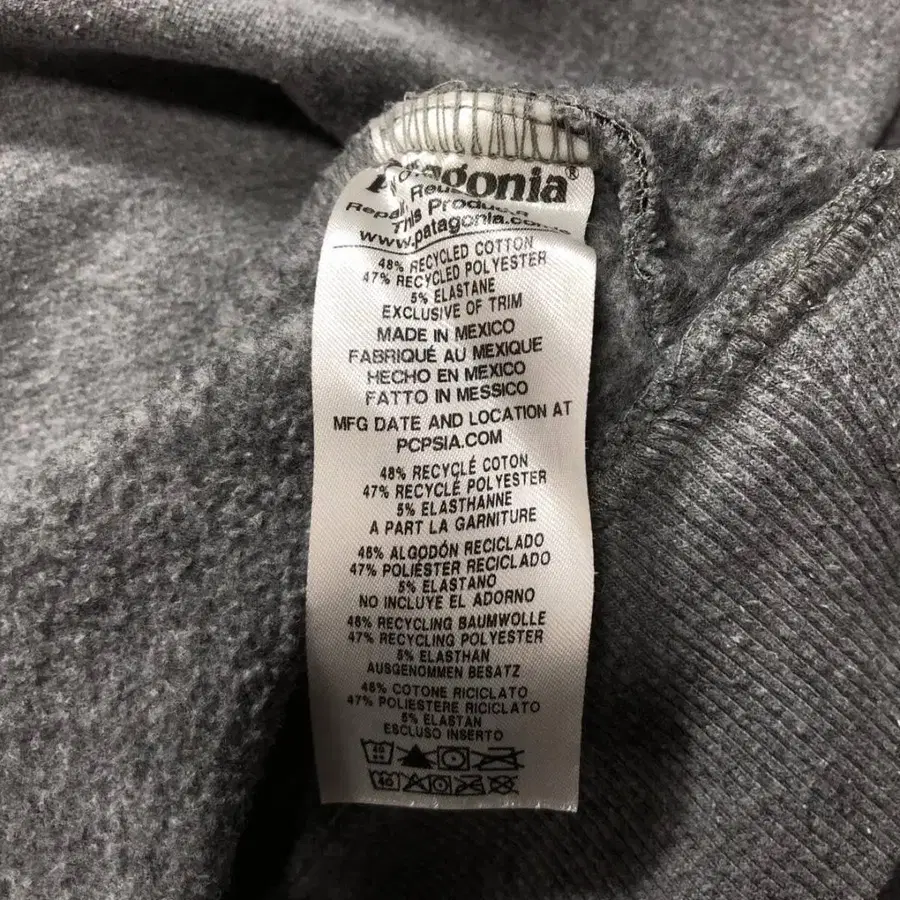 Patagonia®
Repair, Reuse
This Product
www.patagonia.com
48% RECYCLED COTTON
47% RECYCLED POLYESTER
5% ELASTANE
EXCLUSIVE OF TRIM
MADE IN MEXICO
FABRIQUÉ AU MEXIQUE
HECHO EN MEXICO
FATTO IN MESSICO
MFG DATE AND LOCATION AT
PCPSIA.COM
48% RECYCLÉ COTON
47% RECYCLÉ POLYESTER
5% ELASTHANNE
A PART LA GARNITURE
48% ALGODÓN RECICLADO
47% POLIÉSTER RECICLADO
5% ELASTANO
NO INCLUYE EL ADORNO
48% RECYCLING BAUMWOLLE
47% RECYCLING POLYESTER
5% ELASTHAN
AUSGENOMMEN BESATZ
48% COTONE RICICLATO
47% POLIESTERE RICICLATO
5% ELASTAN
ESCLUSO INSERTO
40